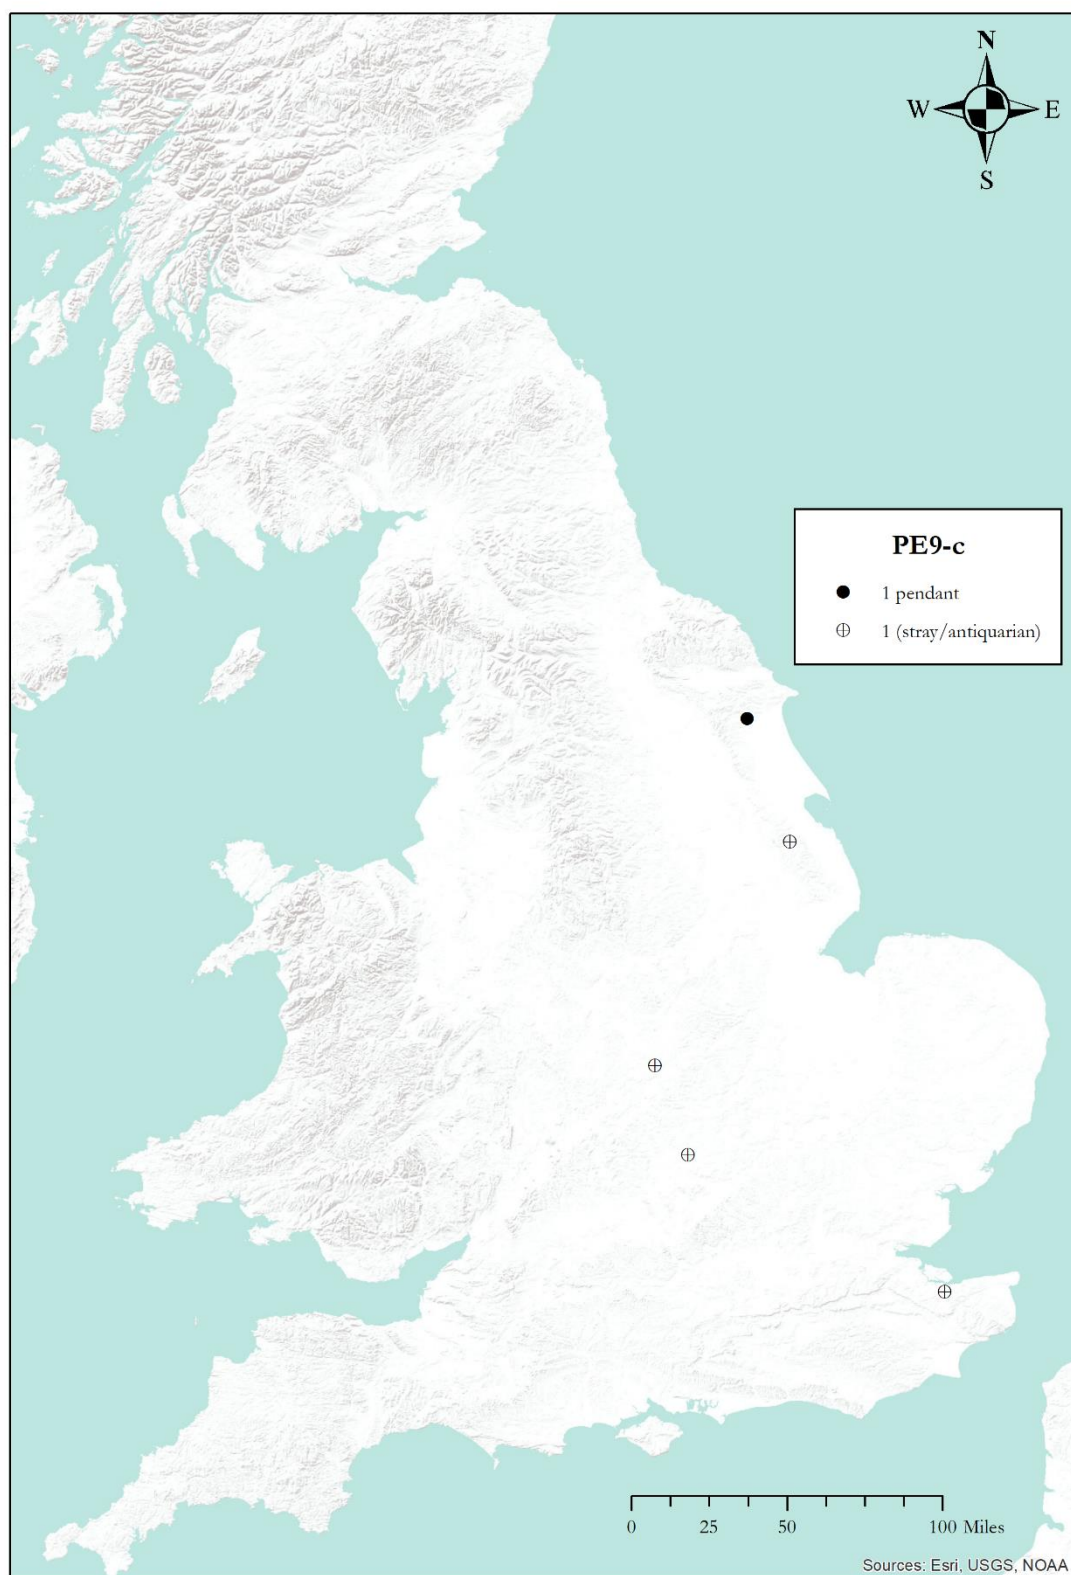 N
W E
S
PE9-c
1 pendant
1 (stray/antiquarian)
0 25 50 100 Miles
Sources: Esri, USGS, NOAA